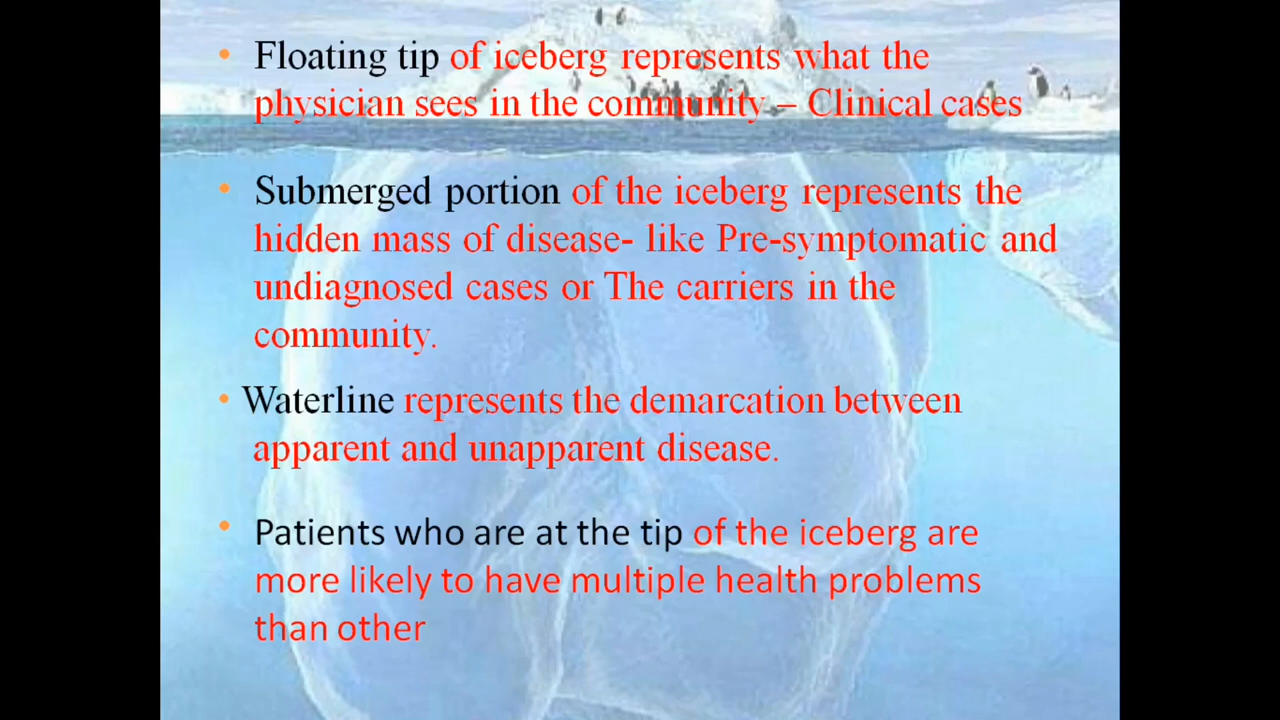 • Floating tip of iceberg represents what the
physician sees in the community – Clinical cases
• Submerged portion of the iceberg represents the
hidden mass of disease- like Pre-symptomatic and
undiagnosed cases or The carriers in the
community.
• Waterline represents the demarcation between
apparent and unapparent disease.
• Patients who are at the tip of the iceberg are
more likely to have multiple health problems
than other